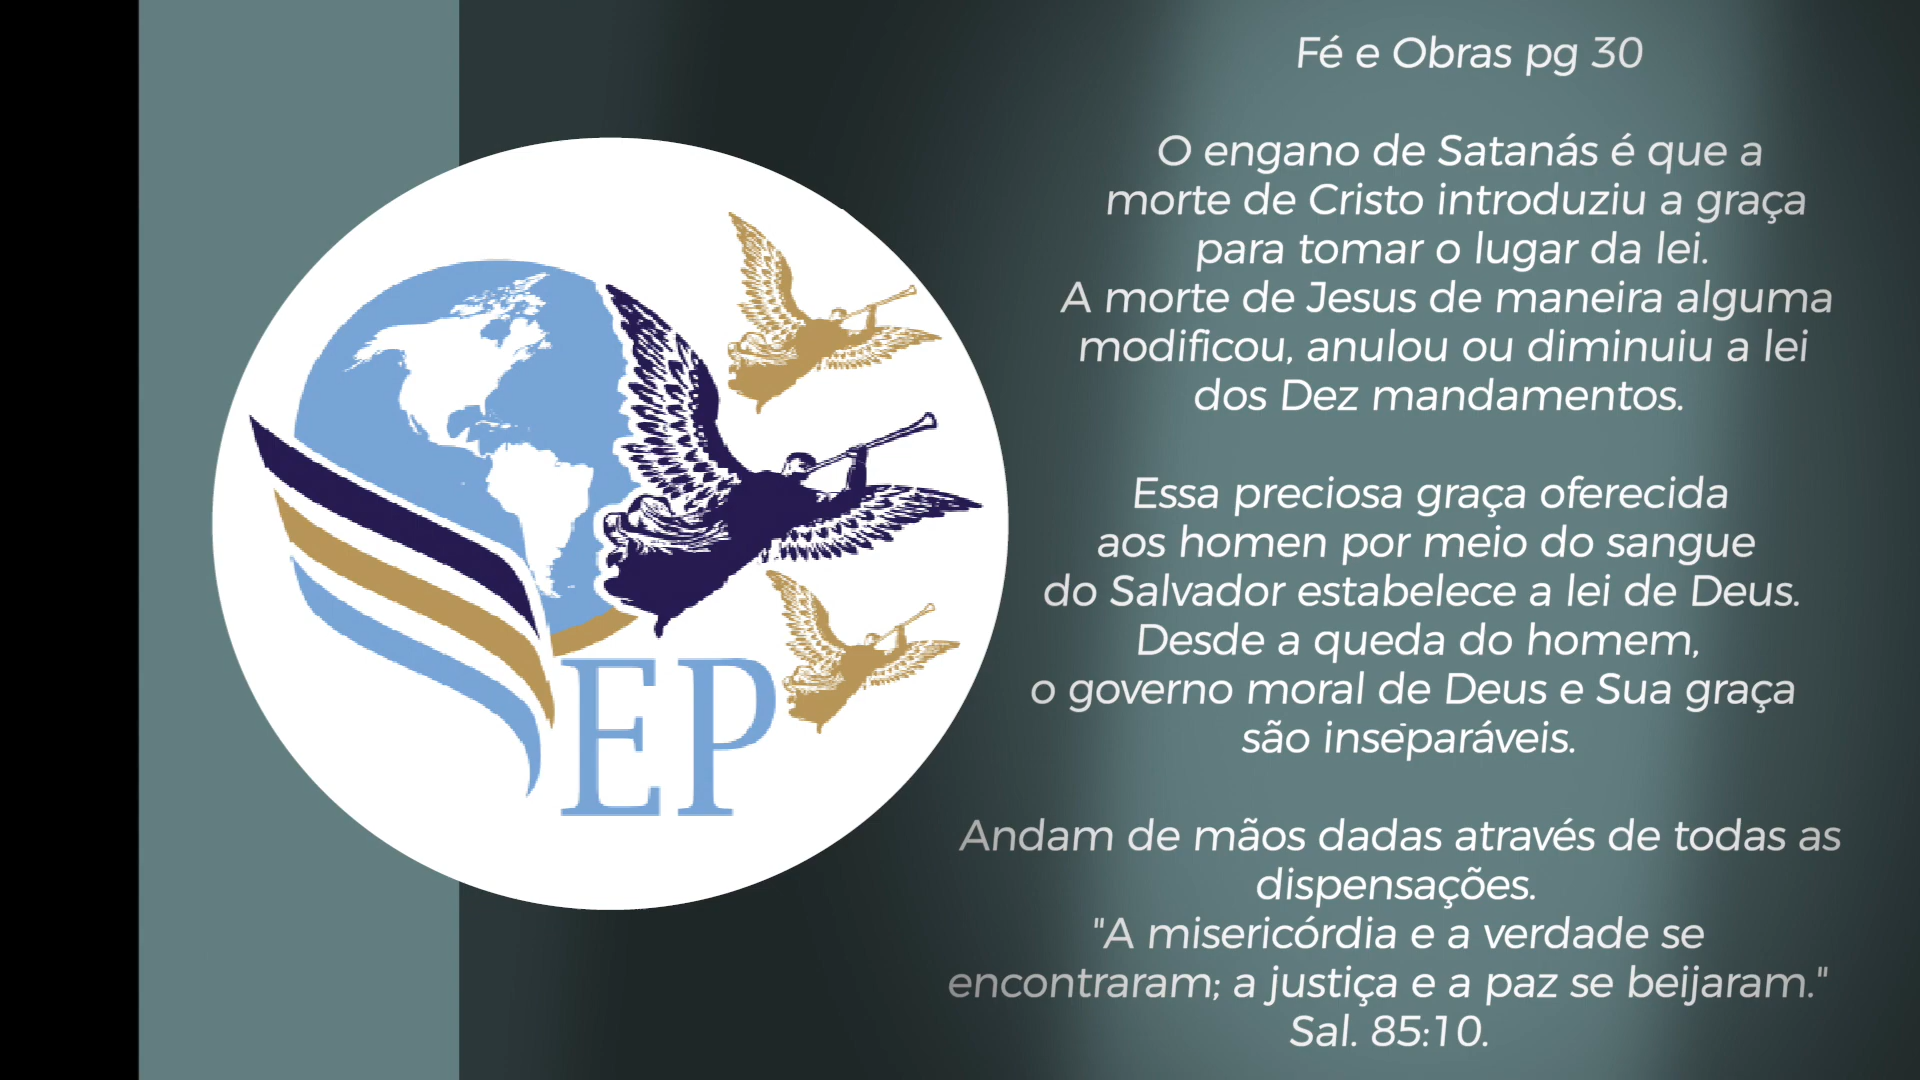 Fé e Obras pg 30
O engano de Satanás é que a
morte de Cristo introduziu a graça
para tomar o lugar da lei.
A morte de Jesus de maneira alguma
modificou, anulou ou diminuiu a lei
dos Dez mandamentos.
Essa preciosa graça oferecida
aos homen por meio do sangue
do Salvador estabelece a lei de Deus.
Desde a queda do homem,
o governo moral de Deus e Sua graça
são inseparáveis.
Andam de mãos dadas através de todas as
dispensações.
"A misericórdia e a verdade se
encontraram; a justiça e a paz se beijaram."
Sal. 85:10.
EP